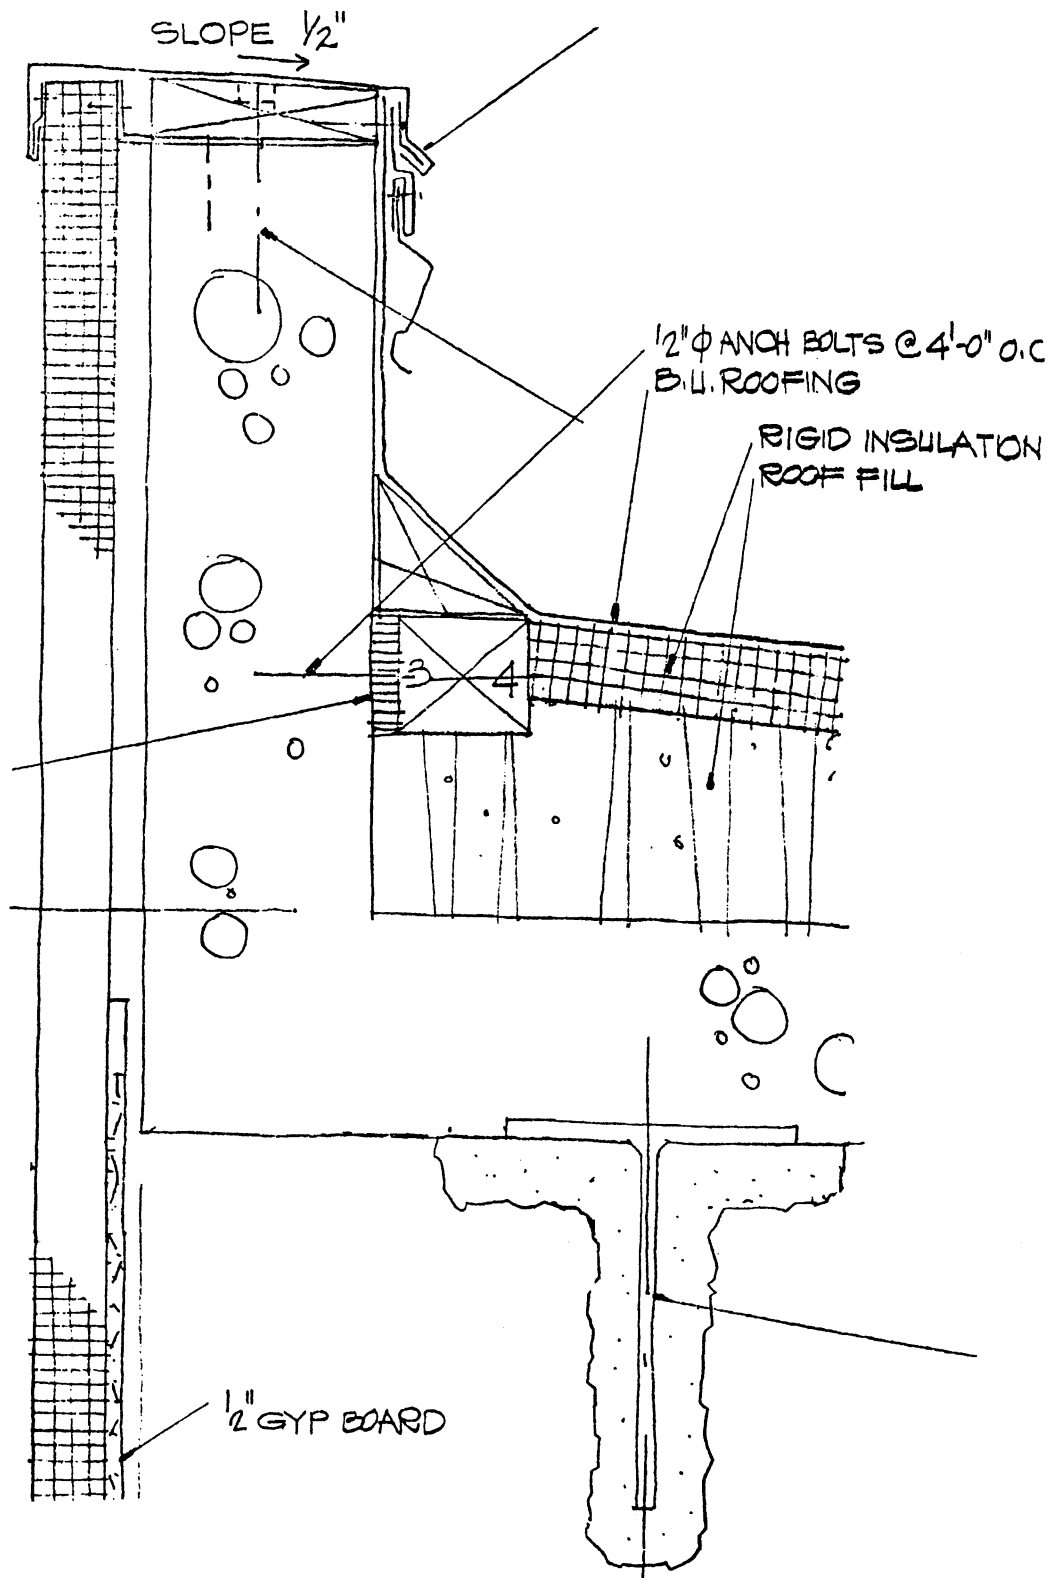 SLOPE 1/2"
1/2" Φ ANCH BOLTS @ 4'-0" O.C
B.U. ROOFING
RIGID INSULATION
ROOF FILL
3 4
1/2" GYP BOARD